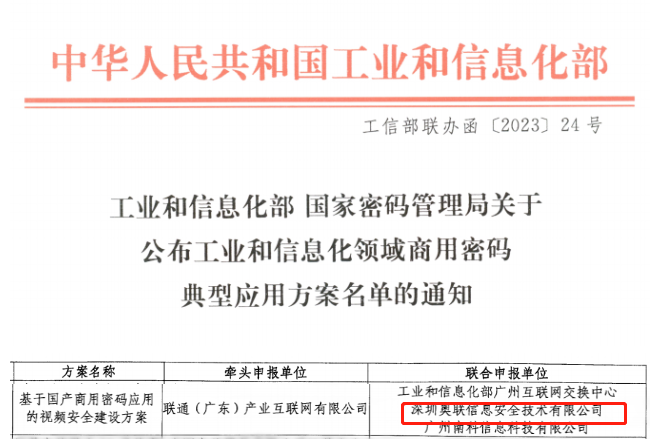 中华人民共和国工业和信息化部
工信部联办函〔2023〕24号
工业和信息化部 国家密码管理局关于
公布工业和信息化领域商用密码
典型应用方案名单的通知
方案名称 牵头申报单位 联合申报单位
基于国产商用密码应用
的视频安全建设方案
联通（广东）产业互联网有限公司
工业和信息化部广州互联网交换中心
深圳奥联信息安全技术有限公司
广州南科信息科技有限公司